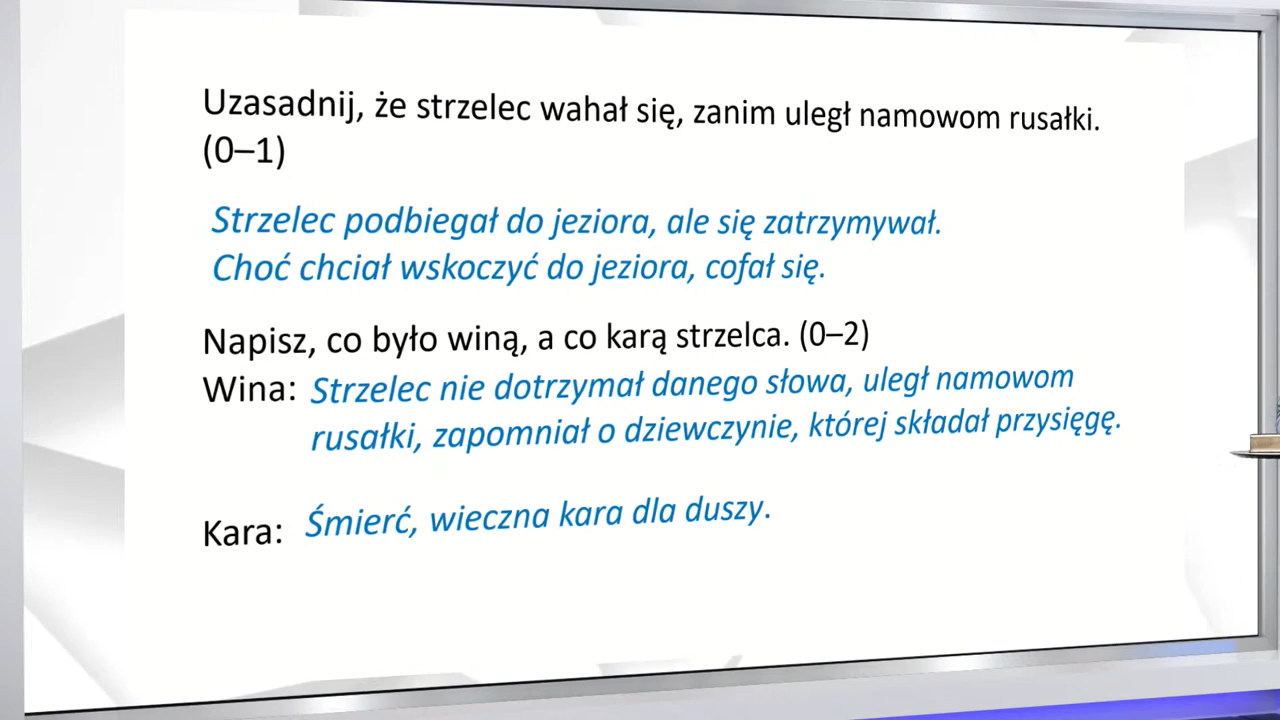 Uzasadnij, że strzelec wahał się, zanim uległ namowom rusałki.
(0–1)
Strzelec podbiegał do jeziora, ale się zatrzymywał.
Choć chciał wskoczyć do jeziora, cofał się.
Napisz, co było winą, a co karą strzelca. (0–2)
Wina: Strzelec nie dotrzymał danego słowa, uległ namowom
rusałki, zapomniał o dziewczynie, której składał przysięgę.
Kara: Śmierć, wieczna kara dla duszy.